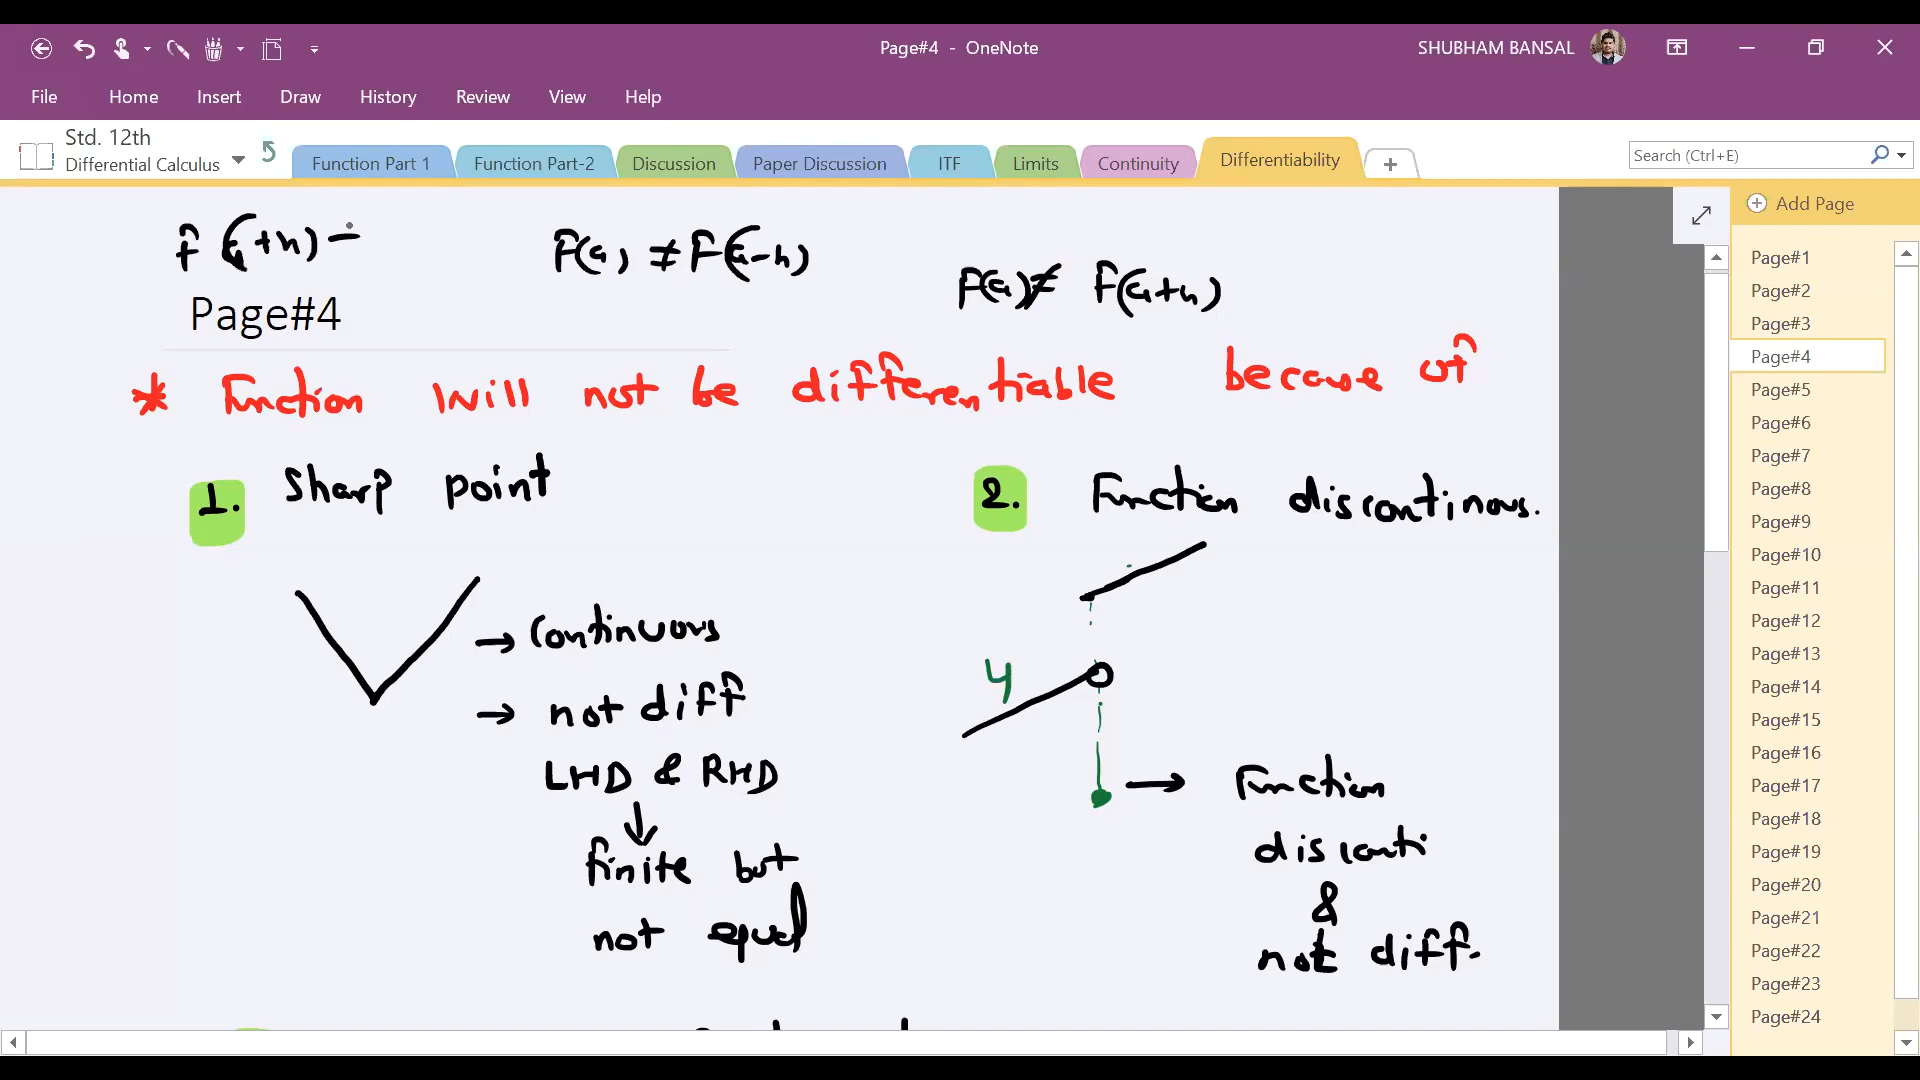 Page#4 - OneNote
SHUBHAM BANSAL
File Home Insert Draw History Review View Help
Std. 12th
Differential Calculus
Function Part 1 Function Part-2 Discussion Paper Discussion ITF Limits Continuity Differentiability +
Search (Ctrl+E)
Add Page
Page#1
Page#2
Page#3
Page#4
Page#5
Page#6
Page#7
Page#8
Page#9
Page#10
Page#11
Page#12
Page#13
Page#14
Page#15
Page#16
Page#17
Page#18
Page#19
Page#20
Page#21
Page#22
Page#23
Page#24
f(a+h) -
f(a) ≠ f(a-h)
f(a) ≠ f(a+h)
Page#4
* Function will not be differentiable because of
1. Sharp point
→ Continuous
→ not diff
LHD & RHD
↓
finite but
not equal
2. Function discontinous.
4
→ Function
disconti
&
not diff.